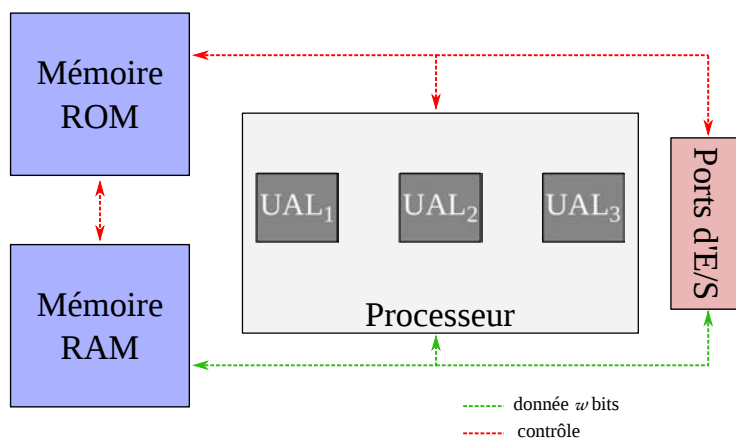 Mémoire
ROM
UAL₁
UAL₂
UAL₃
Ports d'E/S
Processeur
Mémoire
RAM
donnée w bits
contrôle